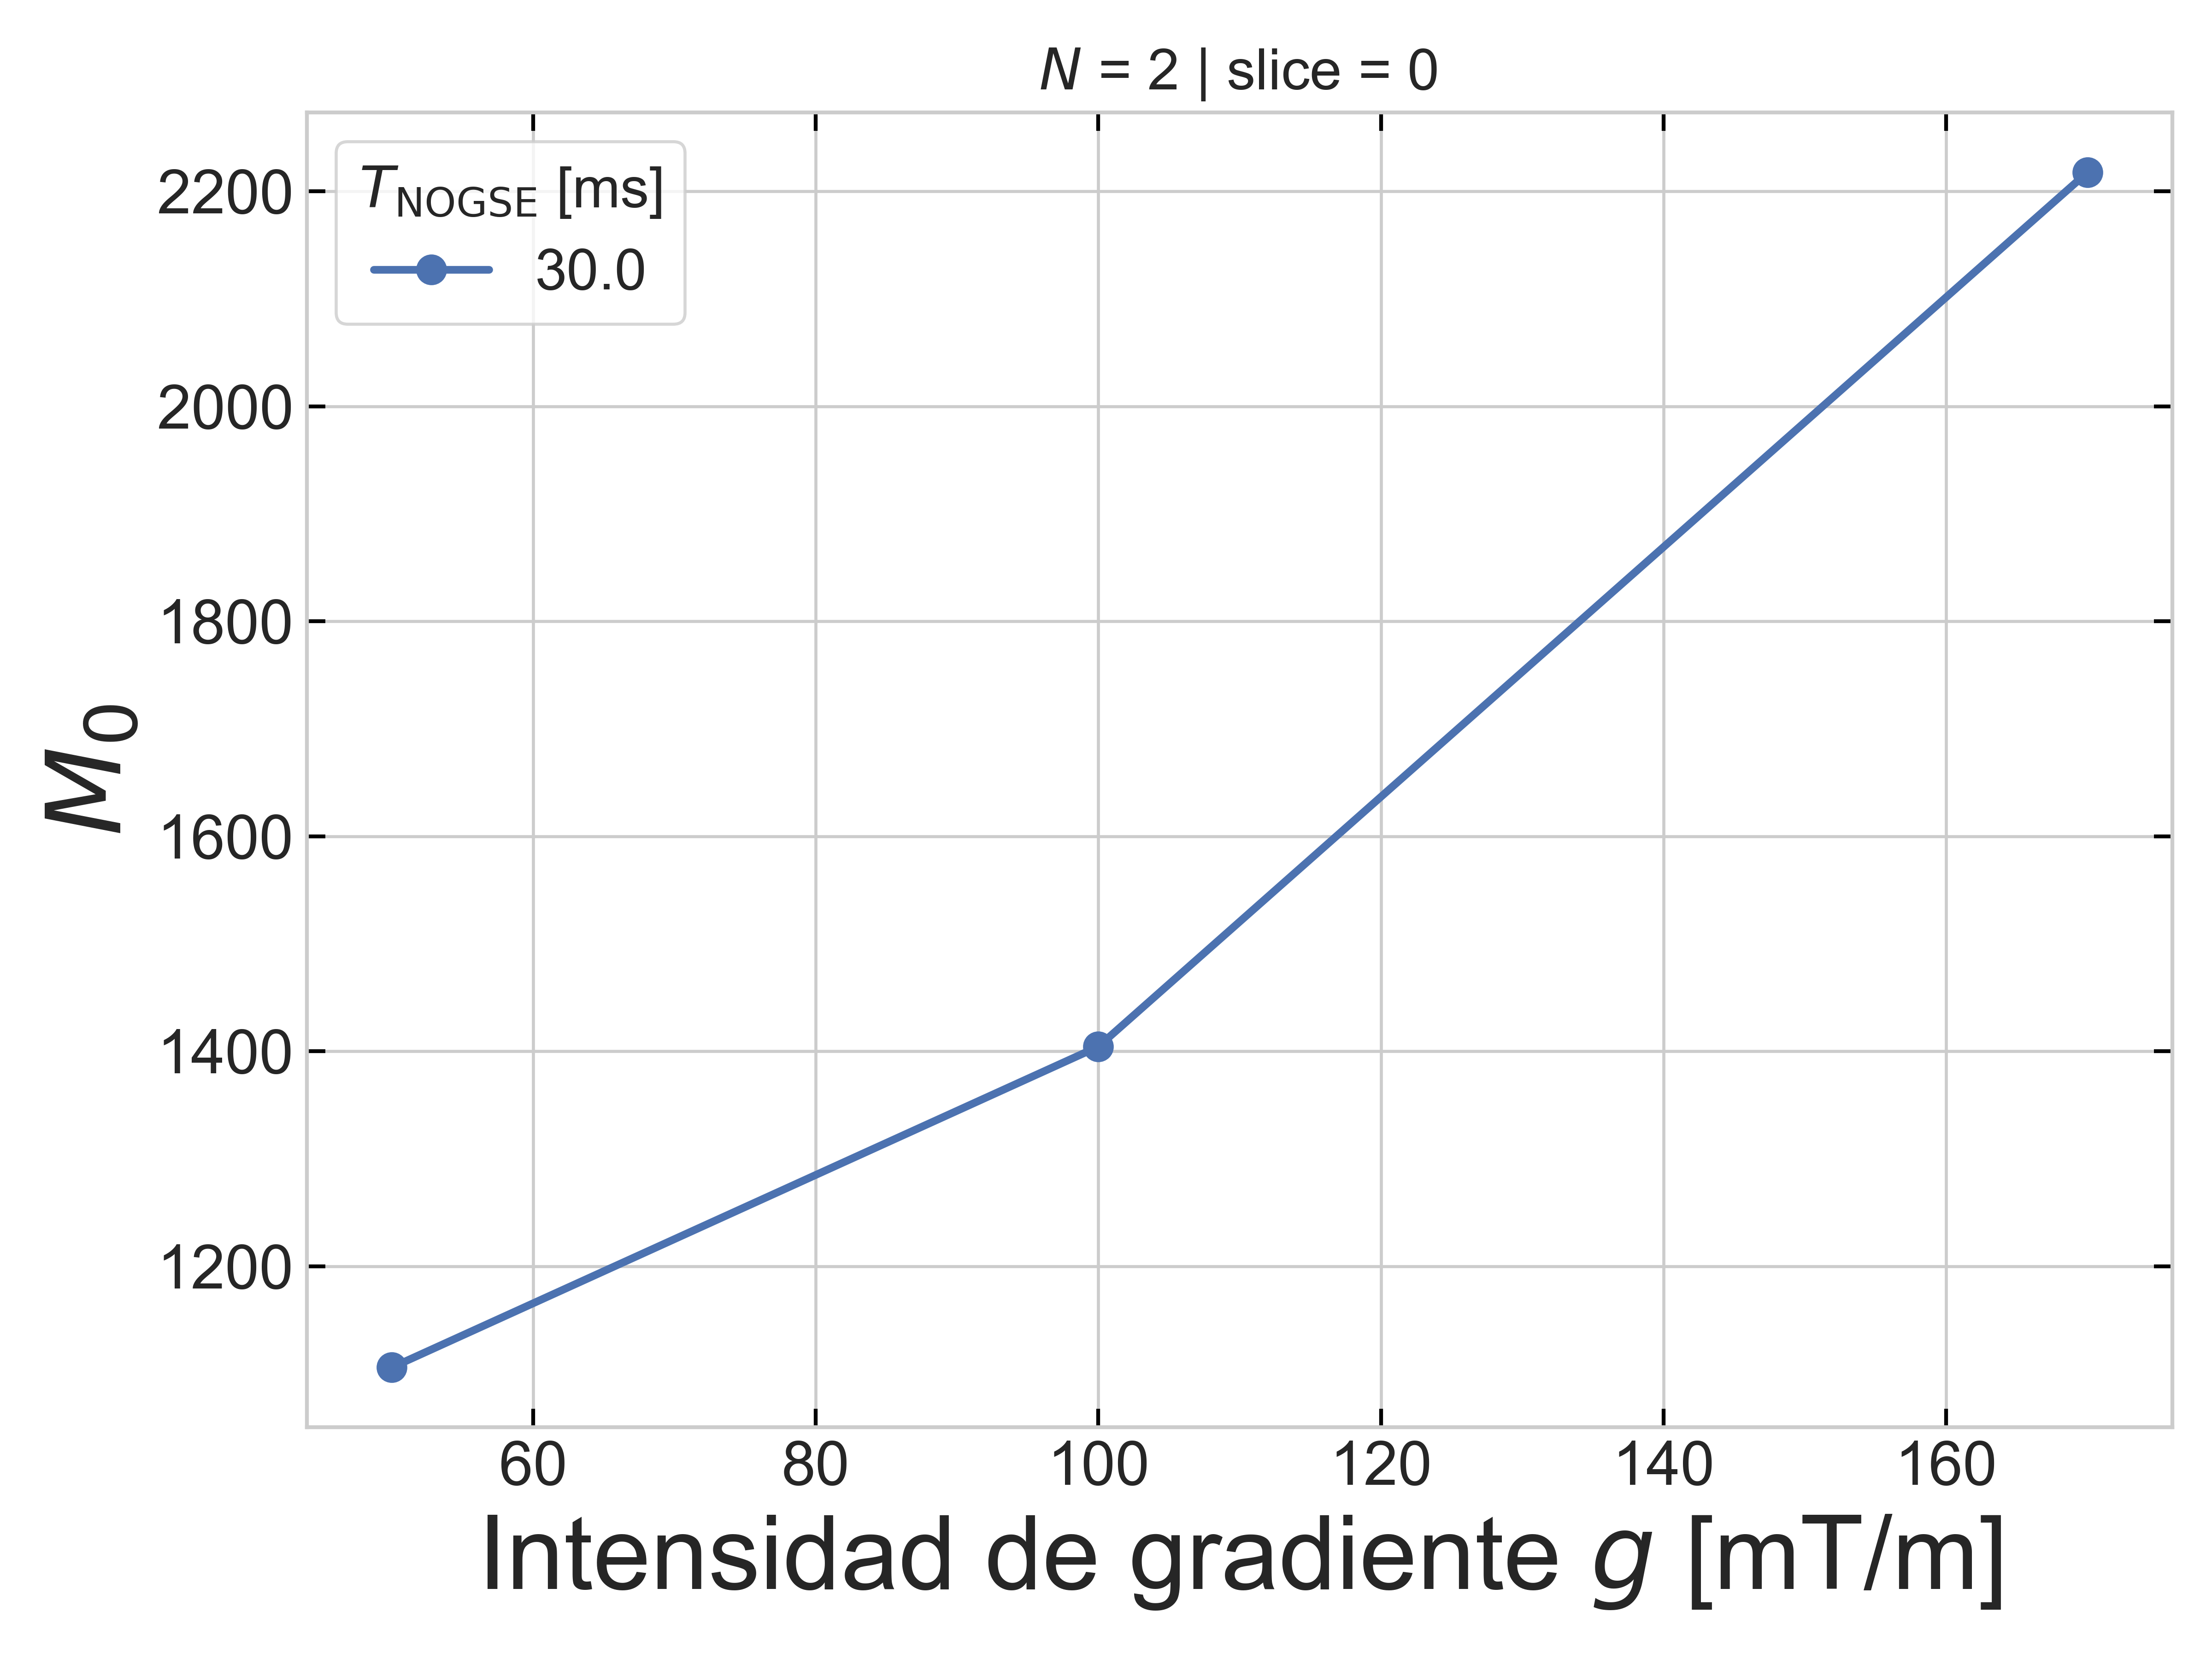 N = 2 | slice = 0
T_NOGSE [ms]
30.0
M_0
2200
2000
1800
1600
1400
1200
60 80 100 120 140 160
Intensidad de gradiente g [mT/m]